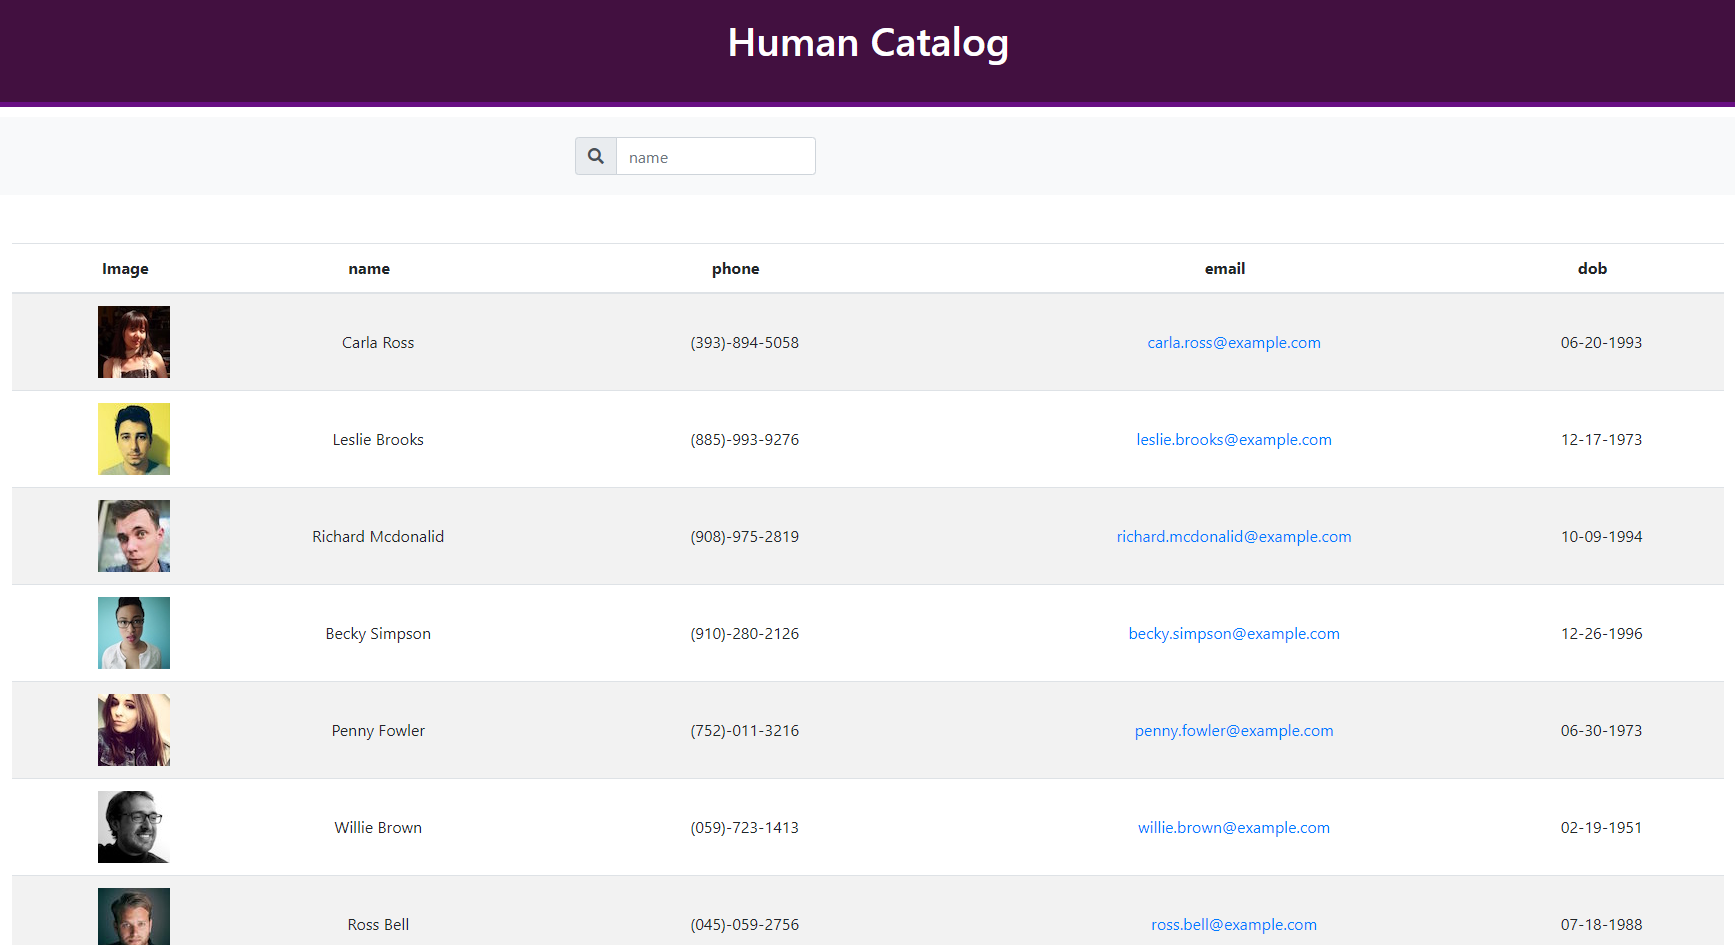 Human Catalog
name
Image name phone email dob
Carla Ross (393)-894-5058 carla.ross@example.com 06-20-1993
Leslie Brooks (885)-993-9276 leslie.brooks@example.com 12-17-1973
Richard Mcdonalid (908)-975-2819 richard.mcdonalid@example.com 10-09-1994
Becky Simpson (910)-280-2126 becky.simpson@example.com 12-26-1996
Penny Fowler (752)-011-3216 penny.fowler@example.com 06-30-1973
Willie Brown (059)-723-1413 willie.brown@example.com 02-19-1951
Ross Bell (045)-059-2756 ross.bell@example.com 07-18-1988